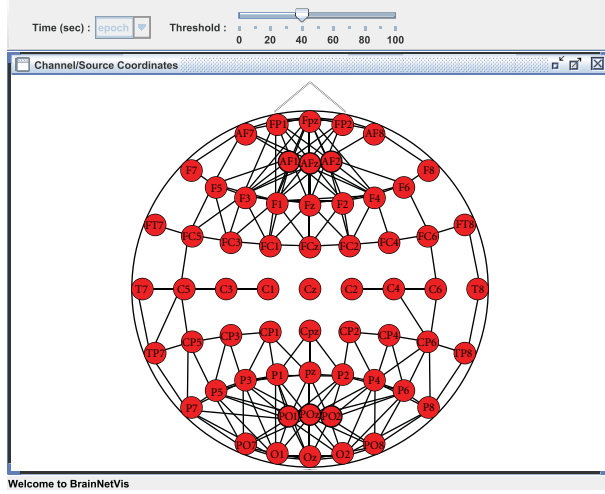 Time (sec) : epoch Threshold :
0 20 40 60 80 100
Channel/Source Coordinates
FP1 Fpz FP2
AF7 AF8
AF1 AFz AF2
F7 F8
F5 F6
F3 F4
F1 Fz F2
FT7 FT8
FC5 FC6
FC3 FC4
FC1 FCz FC2
T7 C5 C3 C1 Cz C2 C4 C6 T8
CP1 Cpz CP2
CP3 CP4
CP5 CP6
TP7 TP8
P1 pz P2
P3 P4
P5 P6
P7 P8
PO1 POz PO2
PO7 PO8
O1 Oz O2
Welcome to BrainNetVis